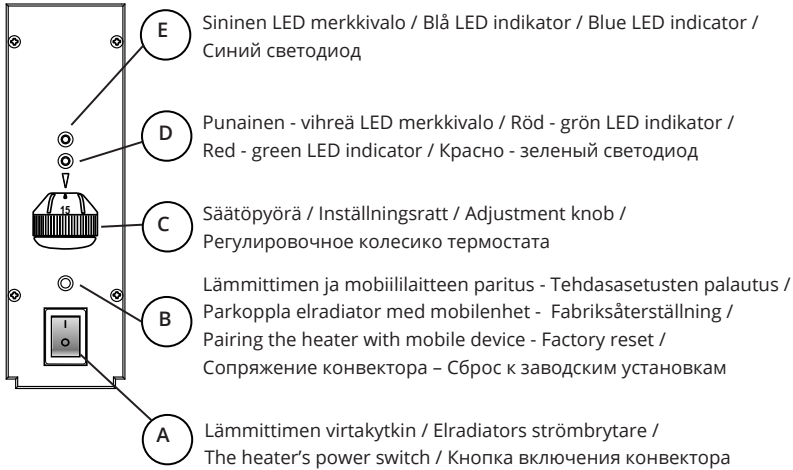 E
Sininen LED merkkivalo / Blå LED indikator / Blue LED indicator /
Синий светодиод
D
Punainen - vihreä LED merkkivalo / Röd - grön LED indikator /
Red - green LED indicator / Красно - зеленый светодиод
15
C
Säätöpyörä / Inställningsratt / Adjustment knob /
Регулировочное колесико термостата
B
Lämmittimen ja mobiililaitteen paritus - Tehdasasetusten palautus /
Parkoppla elradiator med mobilenhet - Fabriksåterställning /
Pairing the heater with mobile device - Factory reset /
Сопряжение конвектора – Сброс к заводским установкам
I
o
A
Lämmittimen virtakytkin / Elradiators strömbrytare /
The heater's power switch / Кнопка включения конвектора